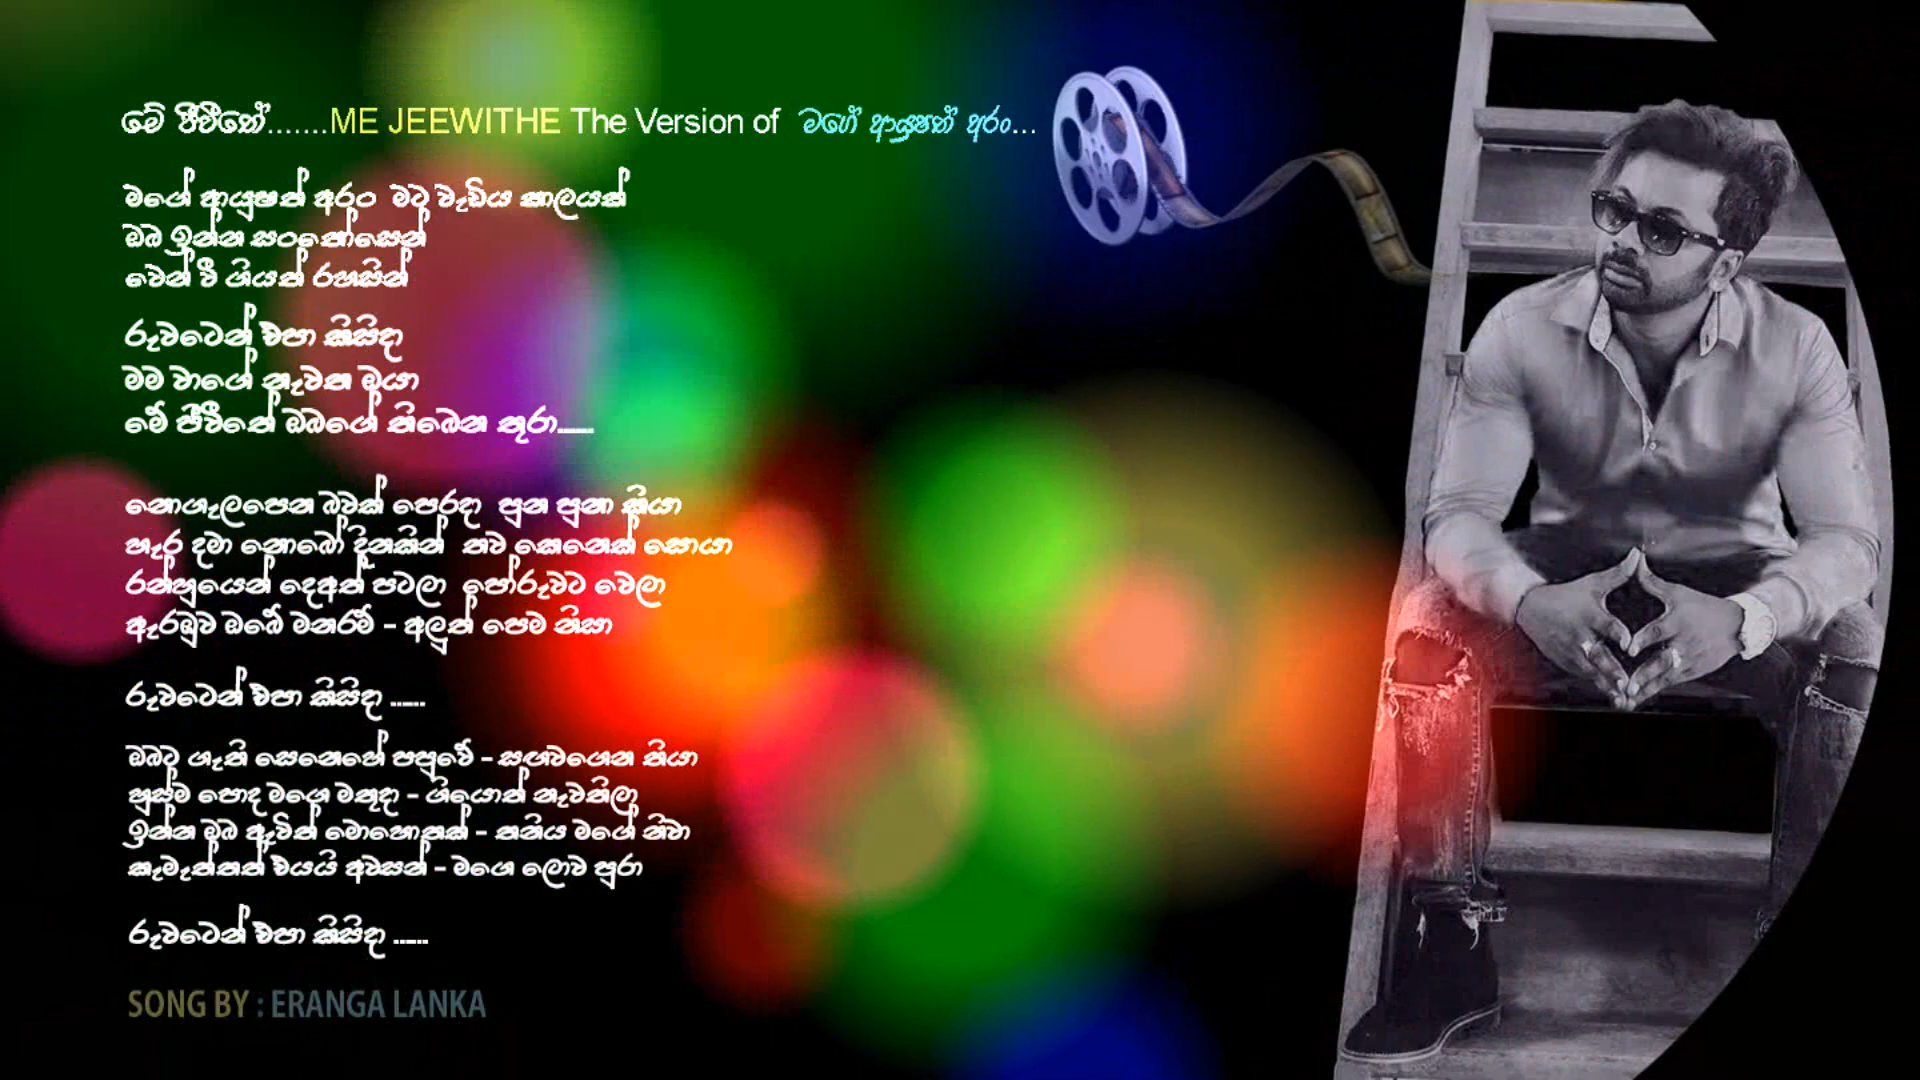 මේ ජීවිතේ.......ME JEEWITHE The Version of මගේ ආයුෂත් අරං...
මගේ ආයුෂත් අරං මට වැඩිය කාලයක්
ඔබ ඉන්න සංතෝසෙන්
වෙන් වී ගියත් රහසින්
රුවටෙන් එපා කිසිදා
මම වාගේ නැවත ඔයා
මේ ජීවිතේ ඔබගේ තිබෙන තුරා......
නොගැලපෙන බවක් පෙරදා පුන පුනා කියා
හැර දමා නොබෝ දිනකින් තව කෙනෙක් සොයා
රන්හුයෙන් දෙඅත් පටලා පෝරුවට වෙලා
ඇරඹුව ඔබේ මනරම් - අලුත් පෙම නිසා
රුවටෙන් එපා කිසිදා ......
ඔබට ගැති සෙනෙහේ පපුවේ - සඟවගෙන තියා
හුස්ම පොද මගෙ මතුදා - ගියොත් නැවතිලා
ඉන්න ඔබ ඇවිත් මොහොතක් - තනිය මගේ නිවා
කැමැත්තත් එයයි අවසන් - මගෙ ලොව පුරා
රුවටෙන් එපා කිසිදා ......
SONG BY : ERANGA LANKA